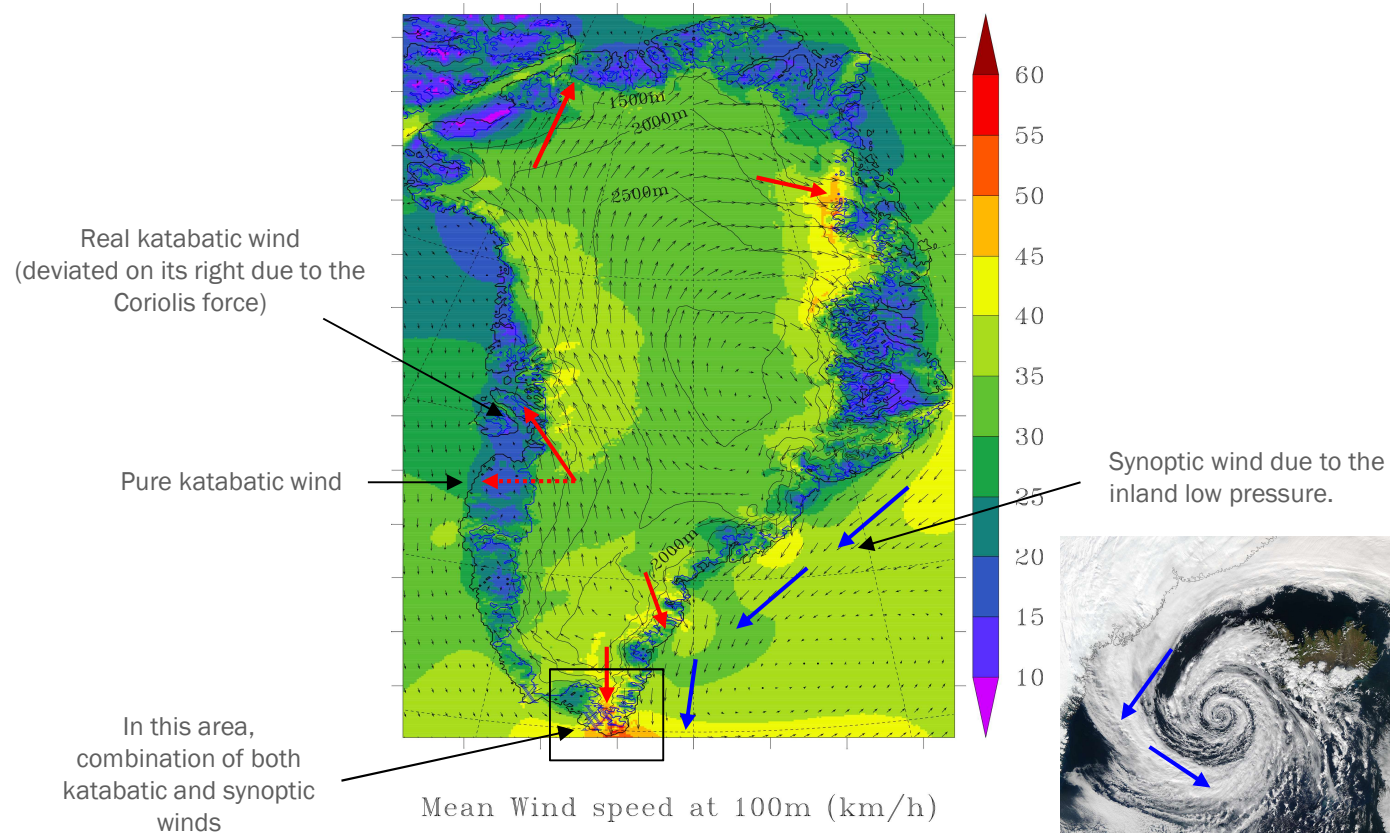 1500m
2000m
2500m
2000m
60
55
50
45
40
35
30
25
20
15
10
Real katabatic wind
(deviated on its right due to the
Coriolis force)
Pure katabatic wind
Synoptic wind due to the
inland low pressure.
In this area,
combination of both
katabatic and synoptic
winds
Mean Wind speed at 100m (km/h)